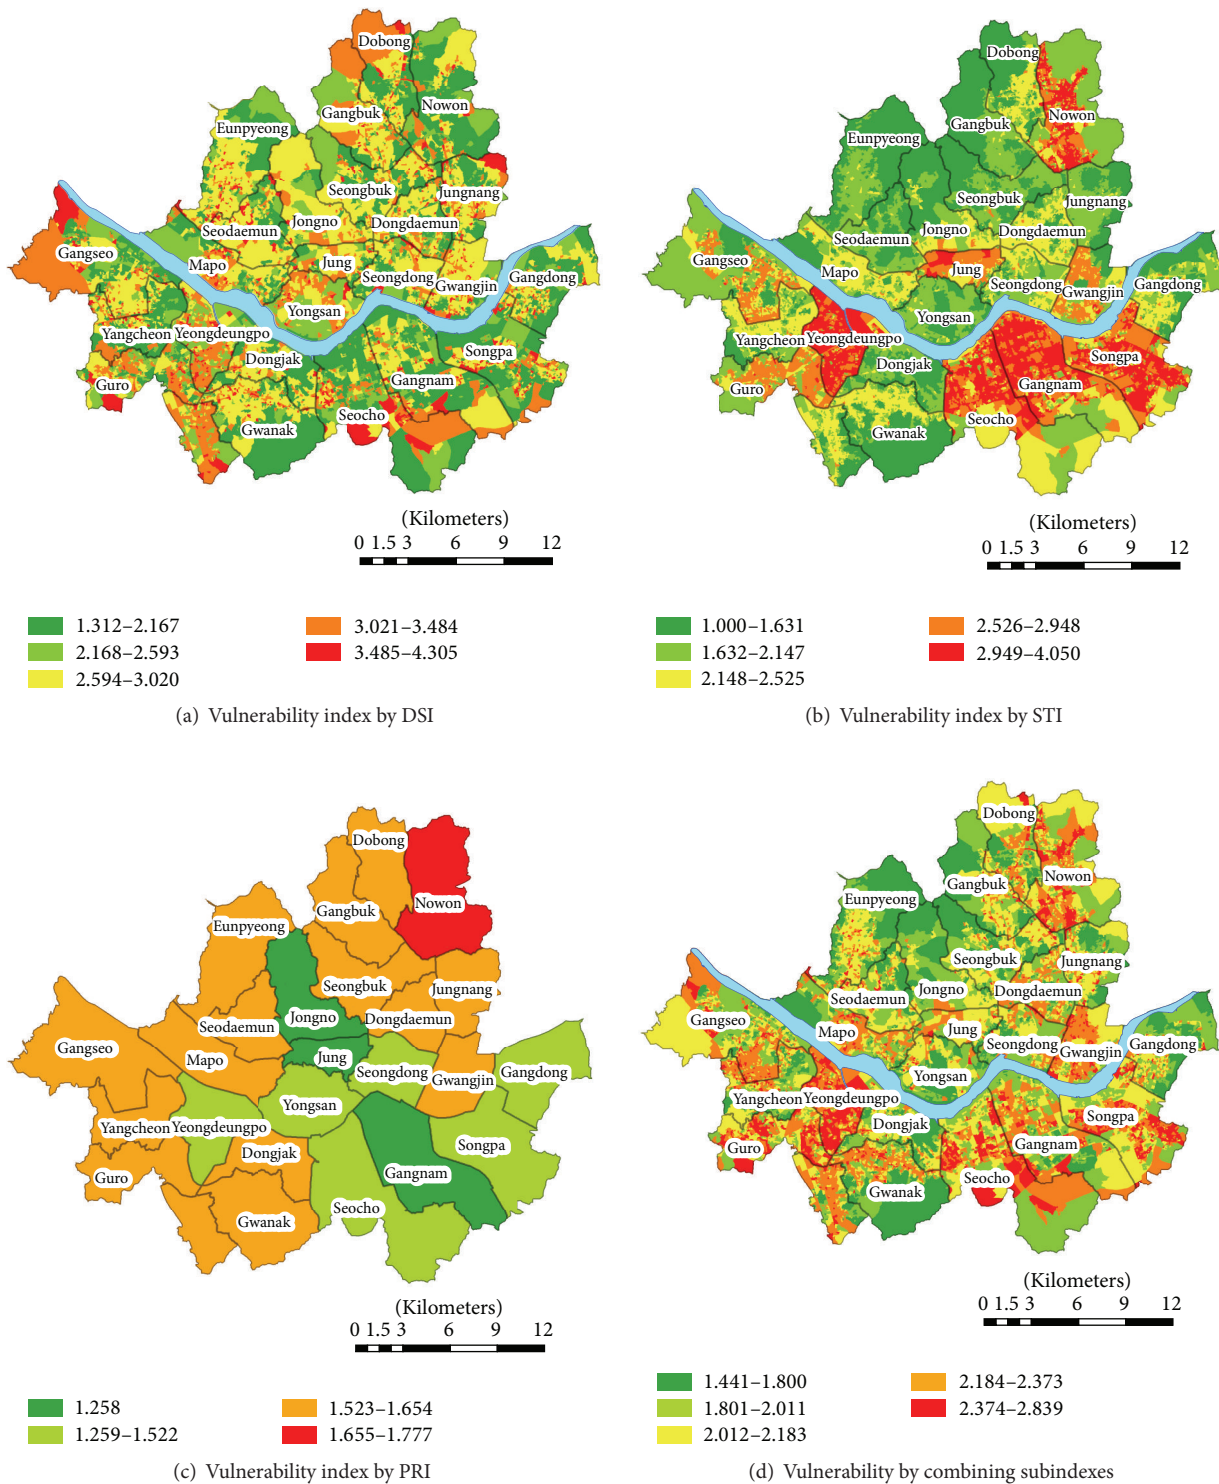 Dobong
Gangbuk
Nowon
Eunpyeong
Seongbuk
Jungnang
Jongno
Dongdaemun
Seodaemun
Gangseo
Mapo
Jung
Seongdong
Gangdong
Gwangjin
Yongsan
Yangcheon
Yeongdeungpo
Dongjak
Songpa
Guro
Gangnam
Seocho
Gwanak
(Kilometers)
0 1.5 3 6 9 12
1.312–2.167
2.168–2.593
2.594–3.020
3.021–3.484
3.485–4.305
(a) Vulnerability index by DSI
Dobong
Nowon
Gangbuk
Eunpyeong
Seongbuk
Jungnang
Jongno
Dongdaemun
Seodaemun
Gangseo
Mapo
Jung
Seongdong
Gangdong
Gwangjin
Yongsan
Yangcheon
Yeongdeungpo
Songpa
Dongjak
Guro
Gangnam
Seocho
Gwanak
(Kilometers)
0 1.5 3 6 9 12
1.000–1.631
1.632–2.147
2.148–2.525
2.526–2.948
2.949–4.050
(b) Vulnerability index by STI
Dobong
Nowon
Gangbuk
Eunpyeong
Seongbuk
Jungnang
Jongno
Dongdaemun
Seodaemun
Gangseo
Mapo
Jung
Seongdong
Gangdong
Gwangjin
Yongsan
Yangcheon
Yeongdeungpo
Songpa
Dongjak
Guro
Gangnam
Seocho
Gwanak
(Kilometers)
0 1.5 3 6 9 12
1.258
1.259–1.522
1.523–1.654
1.655–1.777
(c) Vulnerability index by PRI
Dobong
Nowon
Gangbuk
Eunpyeong
Seongbuk
Jungnang
Jongno
Dongdaemun
Seodaemun
Gangseo
Mapo
Jung
Seongdong
Gwangjin
Gangdong
Yongsan
Yangcheon
Yeongdeungpo
Songpa
Dongjak
Guro
Gangnam
Seocho
Gwanak
(Kilometers)
0 1.5 3 6 9 12
1.441–1.800
1.801–2.011
2.012–2.183
2.184–2.373
2.374–2.839
(d) Vulnerability by combining subindexes